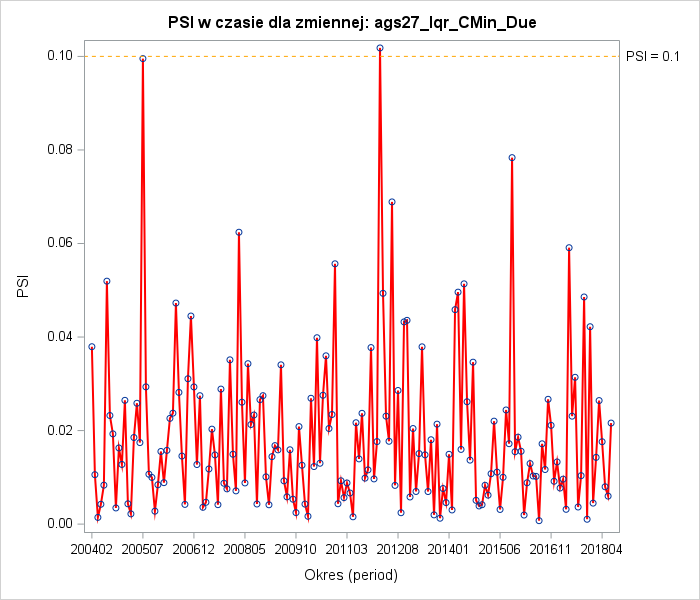 PSI w czasie dla zmiennej: ags27_Iqr_CMin_Due
PSI = 0.1
0.10
0.08
0.06
0.04
0.02
0.00
PSI
200402 200507 200612 200805 200910 201103 201208 201401 201506 201611 201804
Okres (period)